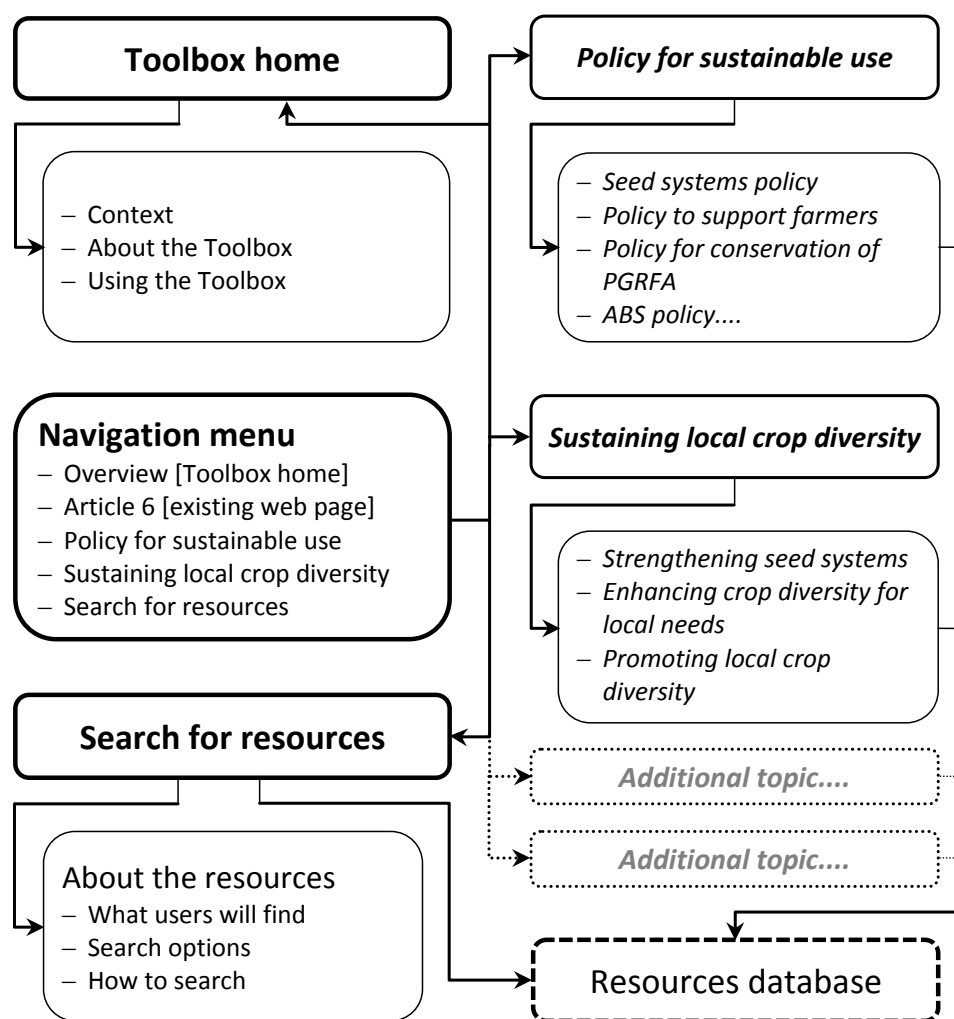 Toolbox home
– Context
– About the Toolbox
– Using the Toolbox
Navigation menu
– Overview [Toolbox home]
– Article 6 [existing web page]
– Policy for sustainable use
– Sustaining local crop diversity
– Search for resources
Search for resources
About the resources
– What users will find
– Search options
– How to search
Policy for sustainable use
– Seed systems policy
– Policy to support farmers
– Policy for conservation of
PGRFA
– ABS policy....
Sustaining local crop diversity
– Strengthening seed systems
– Enhancing crop diversity for
local needs
– Promoting local crop
diversity
Additional topic....
Additional topic....
Resources database